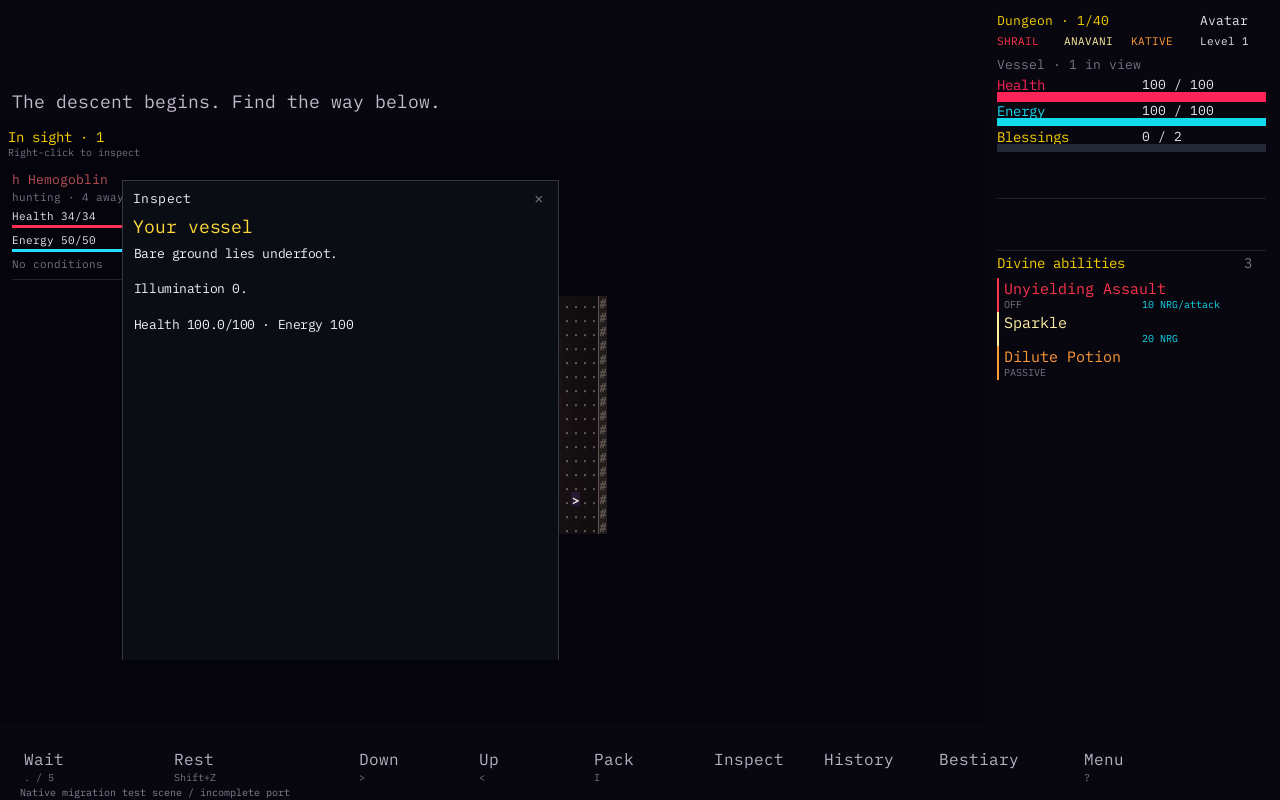 Dungeon · 1/40 Avatar
SHRAIL ANAVANI KATIVE Level 1
Vessel · 1 in view
Health 100 / 100
Energy 100 / 100
Blessings 0 / 2
The descent begins. Find the way below.
In sight · 1
Right-click to inspect
h Hemogoblin
hunting · 4 away
Health 34/34
Energy 50/50
No conditions
Inspect ×
Your vessel
Bare ground lies underfoot.
Illumination 0.
Health 100.0/100 · Energy 100
....#
....#
....#
....#
....#
....#
....#
....#
....#
....#
....#
....#
....#
....#
.>..#
....#
....#
Divine abilities 3
Unyielding Assault
OFF 10 NRG/attack
Sparkle
20 NRG
Dilute Potion
PASSIVE
Wait Rest Down Up Pack Inspect History Bestiary Menu
. / 5 Shift+Z > < I ?
Native migration test scene / incomplete port